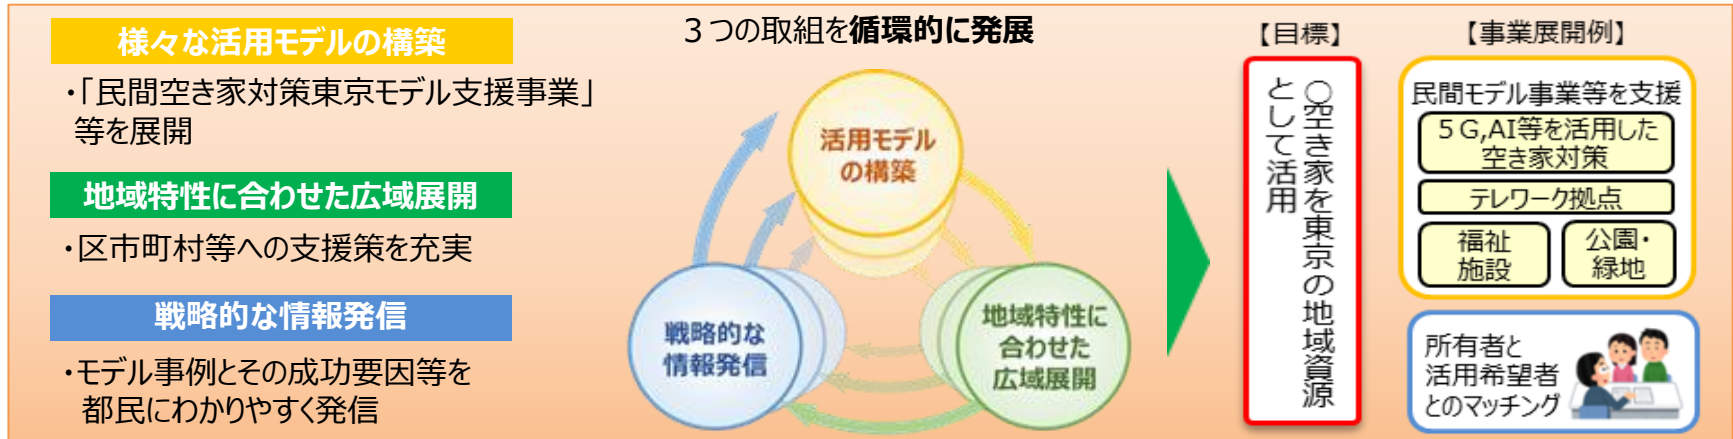 様々な活用モデルの構築
・「民間空き家対策東京モデル支援事業」
等を展開
地域特性に合わせた広域展開
・区市町村等への支援策を充実
戦略的な情報発信
・モデル事例とその成功要因等を
都民にわかりやすく発信
３つの取組を循環的に発展
活用モデル
の構築
戦略的な
情報発信
地域特性に
合わせた
広域展開
【目標】
○空き家を東京の地域資源
として活用
【事業展開例】
民間モデル事業等を支援
５G,AI等を活用した
空き家対策
テレワーク拠点
福祉
施設
公園・
緑地
所有者と
活用希望者
とのマッチング